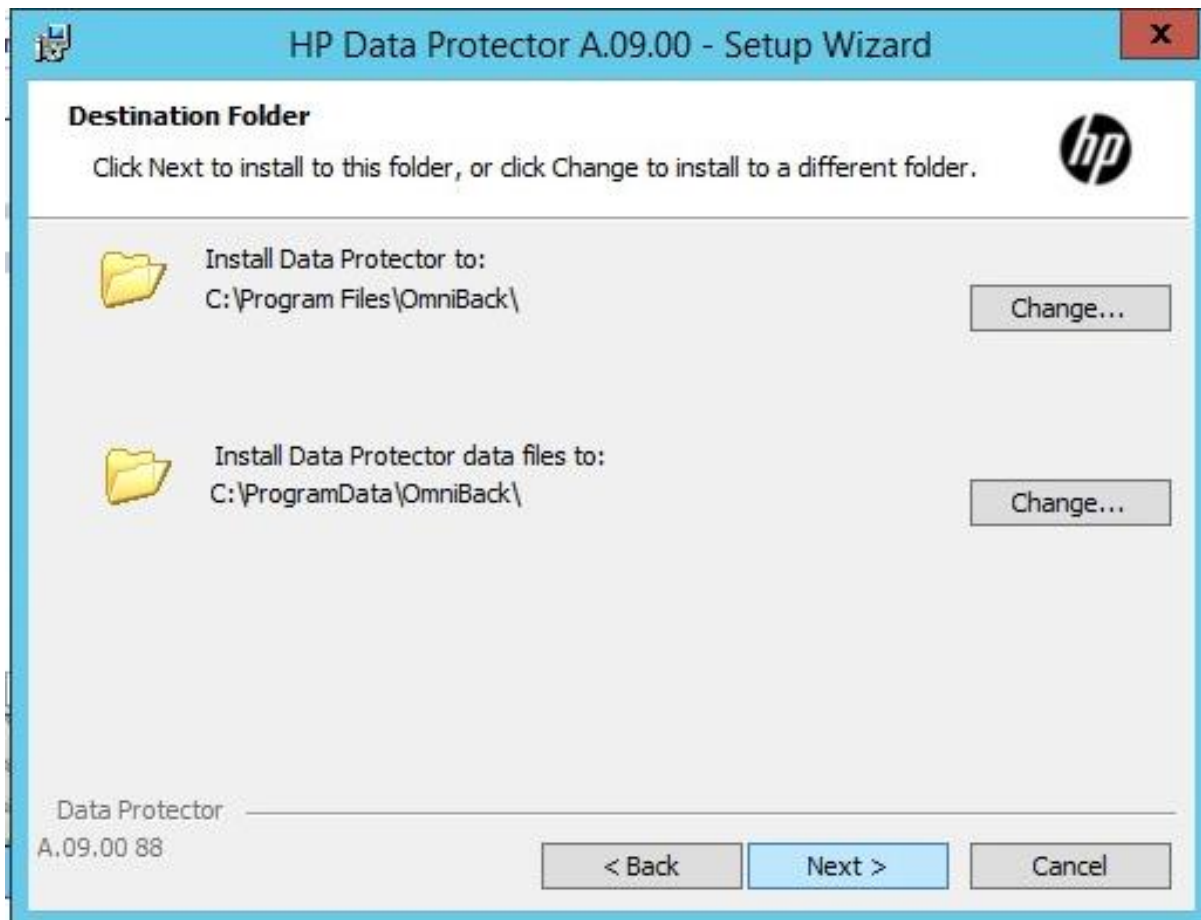 HP Data Protector A.09.00 - Setup Wizard
x
Destination Folder
Click Next to install to this folder, or click Change to install to a different folder.
hp
Install Data Protector to:
C:\Program Files\OmniBack\
Change...
Install Data Protector data files to:
C:\ProgramData\OmniBack\
Change...
Data Protector
A.09.00 88
< Back
Next >
Cancel